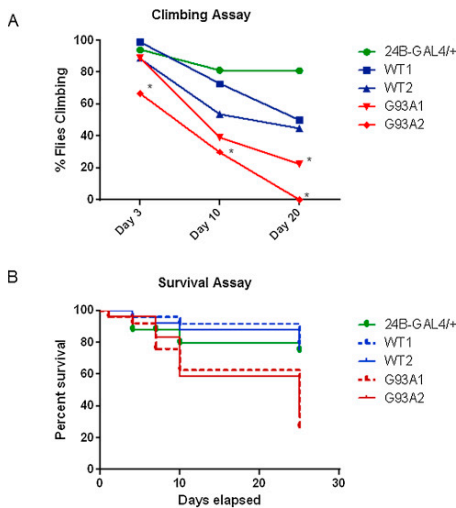 A
Climbing Assay
% Flies Climbing
100
80
60
40
20
0
Day 3
Day 10
Day 20
*
*
*
*
24B-GAL4/+
WT1
WT2
G93A1
G93A2
B
Survival Assay
Percent survival
100
80
60
40
20
0
0
10
20
30
Days elapsed
24B-GAL4/+
WT1
WT2
G93A1
G93A2